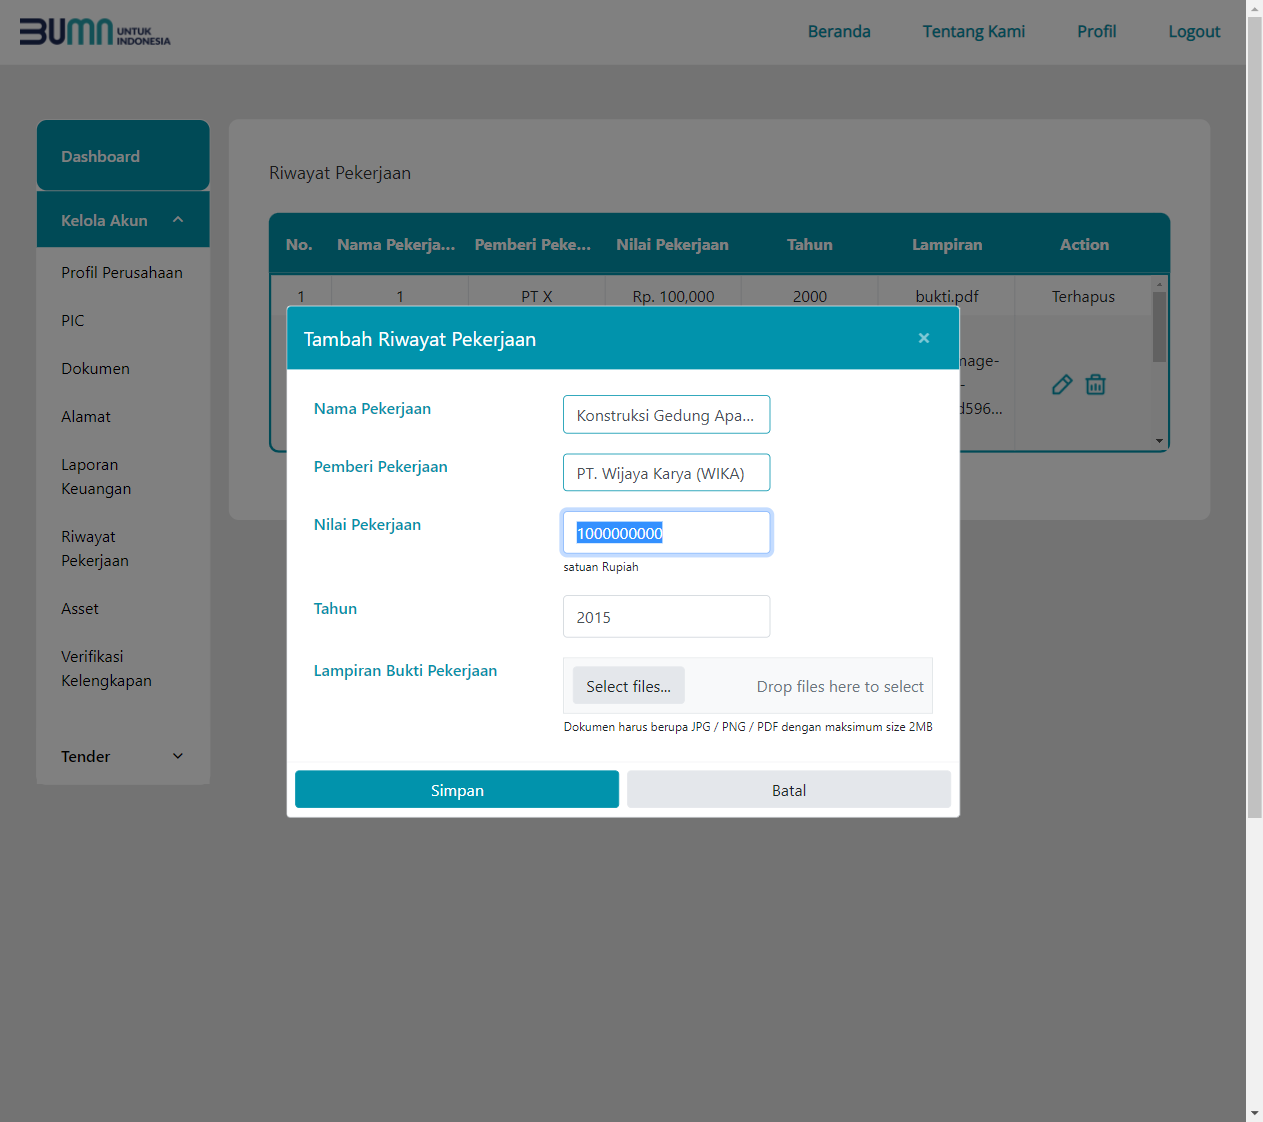 BUMN UNTUK INDONESIA
Beranda
Tentang Kami
Profil
Logout
Dashboard
Kelola Akun
Profil Perusahaan
PIC
Dokumen
Alamat
Laporan
Keuangan
Riwayat
Pekerjaan
Asset
Verifikasi
Kelengkapan
Tender
Riwayat Pekerjaan
No. Nama Pekerja... Pemberi Peke... Nilai Pekerjaan Tahun Lampiran Action
1 1 PT X Rp. 100,000 2000 bukti.pdf Terhapus
Tambah Riwayat Pekerjaan
×
Nama Pekerjaan
Konstruksi Gedung Apa...
Pemberi Pekerjaan
PT. Wijaya Karya (WIKA)
Nilai Pekerjaan
1000000000
satuan Rupiah
Tahun
2015
Lampiran Bukti Pekerjaan
Select files...
Drop files here to select
Dokumen harus berupa JPG / PNG / PDF dengan maksimum size 2MB
Simpan
Batal